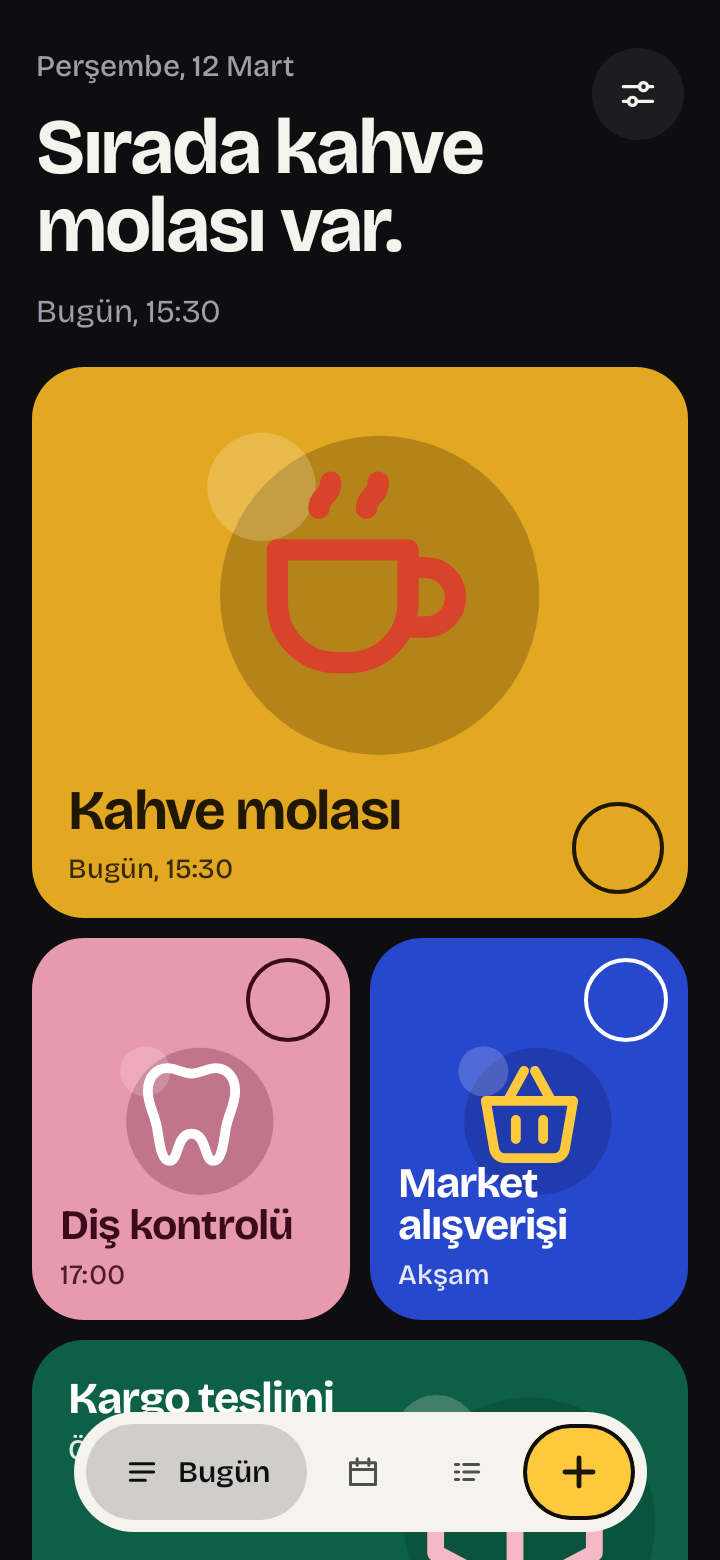 Perşembe, 12 Mart
Sırada kahve
molası var.
Bugün, 15:30
Kahve molası
Bugün, 15:30
Diş kontrolü
17:00
Market
alışverişi
Akşam
Kargo teslimi
Bugün